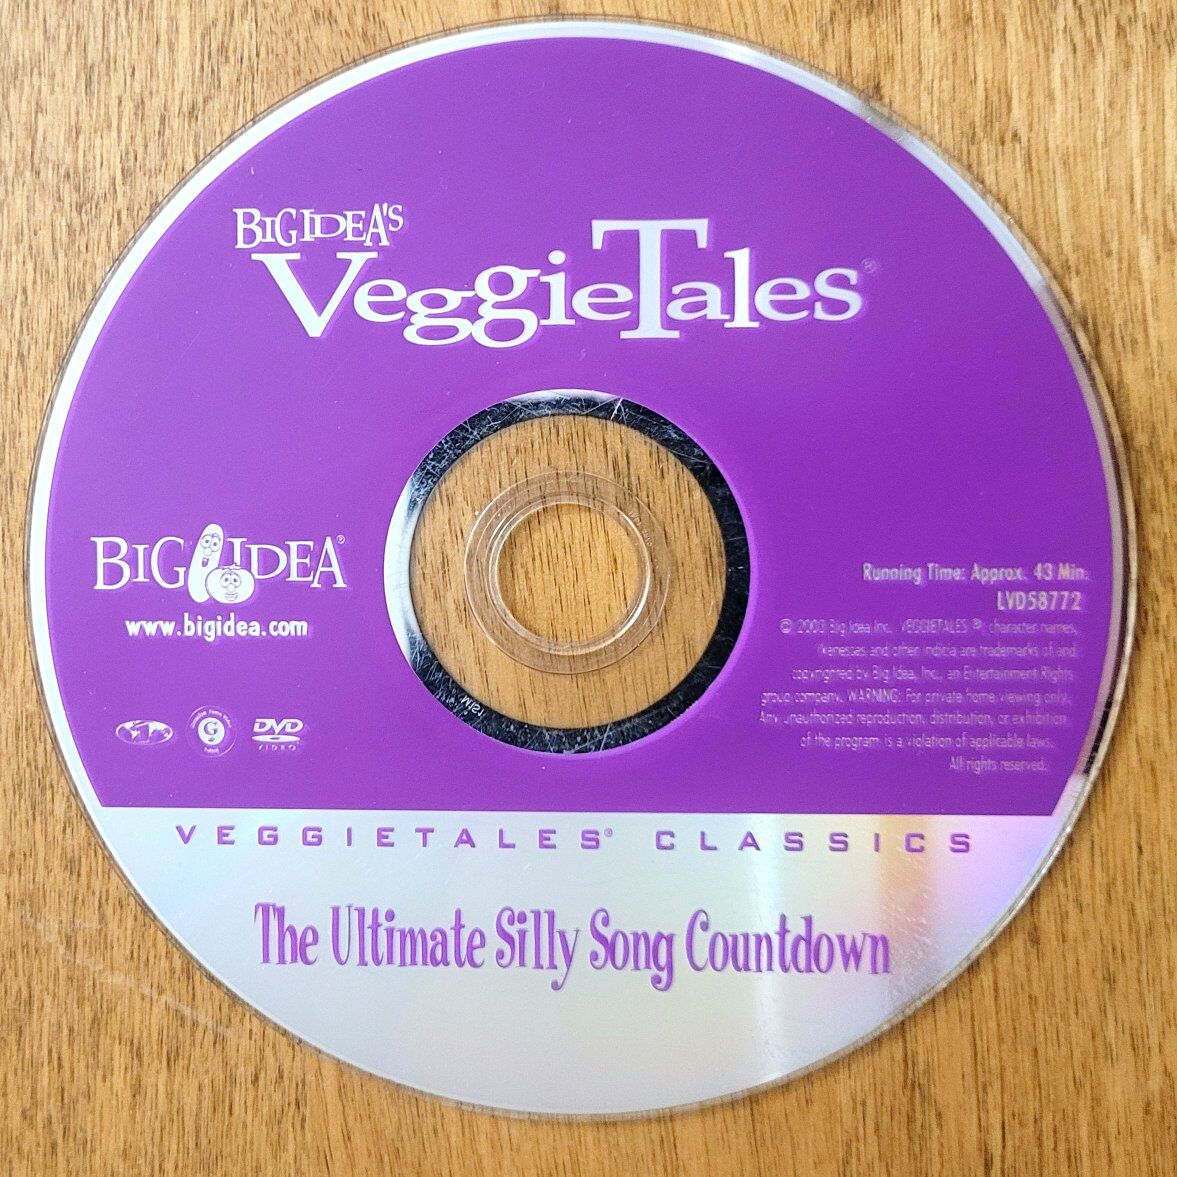 BIG IDEA'S
VeggieTales®
BIG IDEA®
www.bigidea.com
Running Time: Approx. 43 Min.
LVD58772
© 2000 Big Idea Inc. VEGGIETALES ®, character names,
likenesses and other indicia are trademarks of and
copyrighted by Big Idea, Inc., an Entertainment Rights
group company. WARNING: For private home viewing only.
Any unauthorized reproduction, distribution, or exhibition
of the program is a violation of applicable laws.
All rights reserved.
1
G
DVD
VIDEO
VEGGIETALES® CLASSICS
The Ultimate Silly Song Countdown